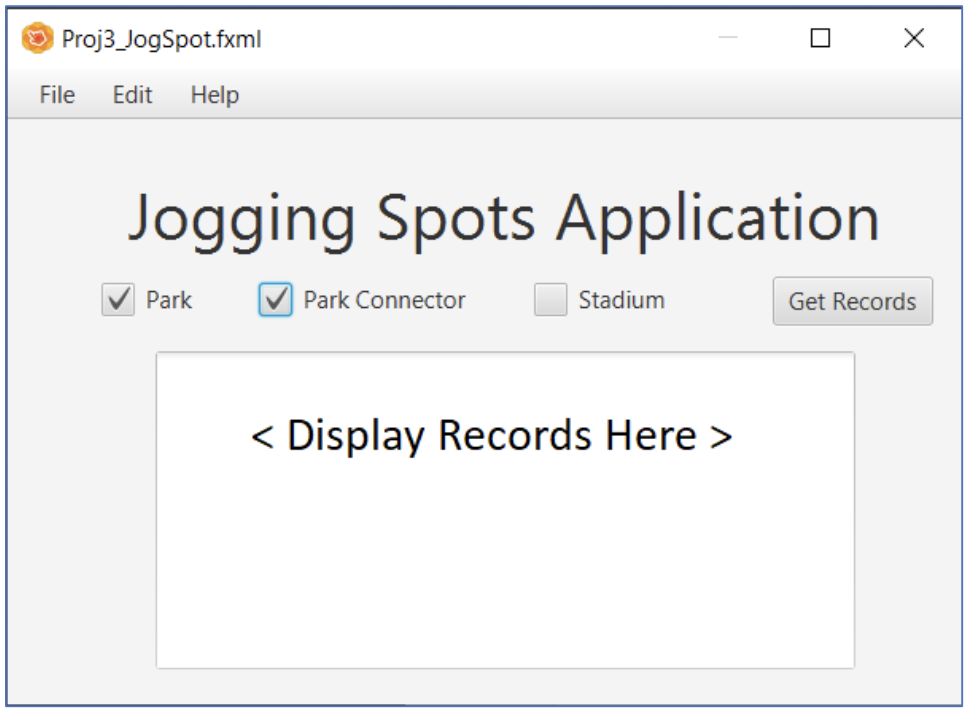 Proj3_JogSpot.fxml
File Edit Help
Jogging Spots Application
Park Park Connector Stadium Get Records
< Display Records Here >